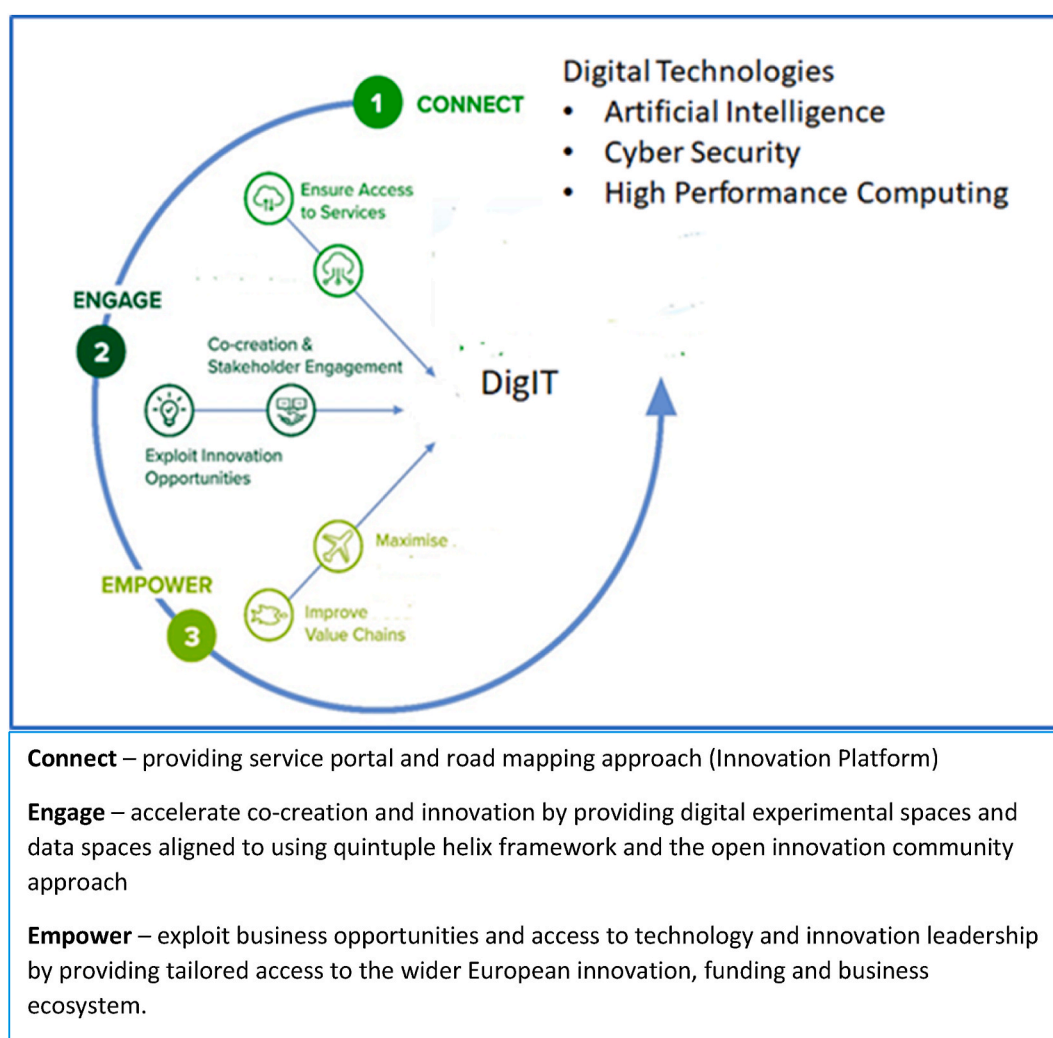 Digital Technologies
• Artificial Intelligence
• Cyber Security
• High Performance Computing
1 CONNECT
Ensure Access
to Services
ENGAGE
2
Co-creation &
Stakeholder Engagement
Exploit Innovation
Opportunities
DigIT
EMPOWER
3
Maximise
Improve
Value Chains
Connect – providing service portal and road mapping approach (Innovation Platform)
Engage – accelerate co-creation and innovation by providing digital experimental spaces and
data spaces aligned to using quintuple helix framework and the open innovation community
approach
Empower – exploit business opportunities and access to technology and innovation leadership
by providing tailored access to the wider European innovation, funding and business
ecosystem.